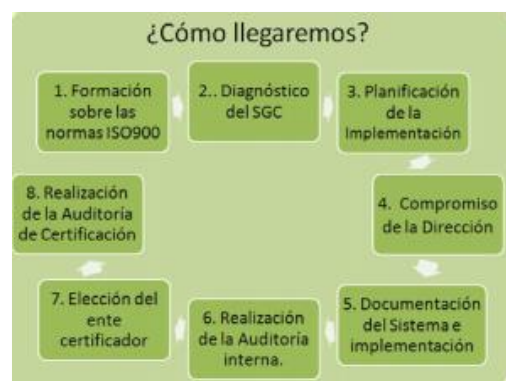 ¿Cómo llegaremos?
1. Formación
sobre las
normas ISO900
2.. Diagnóstico
del SGC
3. Planificación
de la
Implementación
4. Compromiso
de la Dirección
5. Documentación
del Sistema e
implementación
6. Realización
de la Auditoría
interna.
7. Elección del
ente
certificador
8. Realización
de la Auditoría
de Certificación